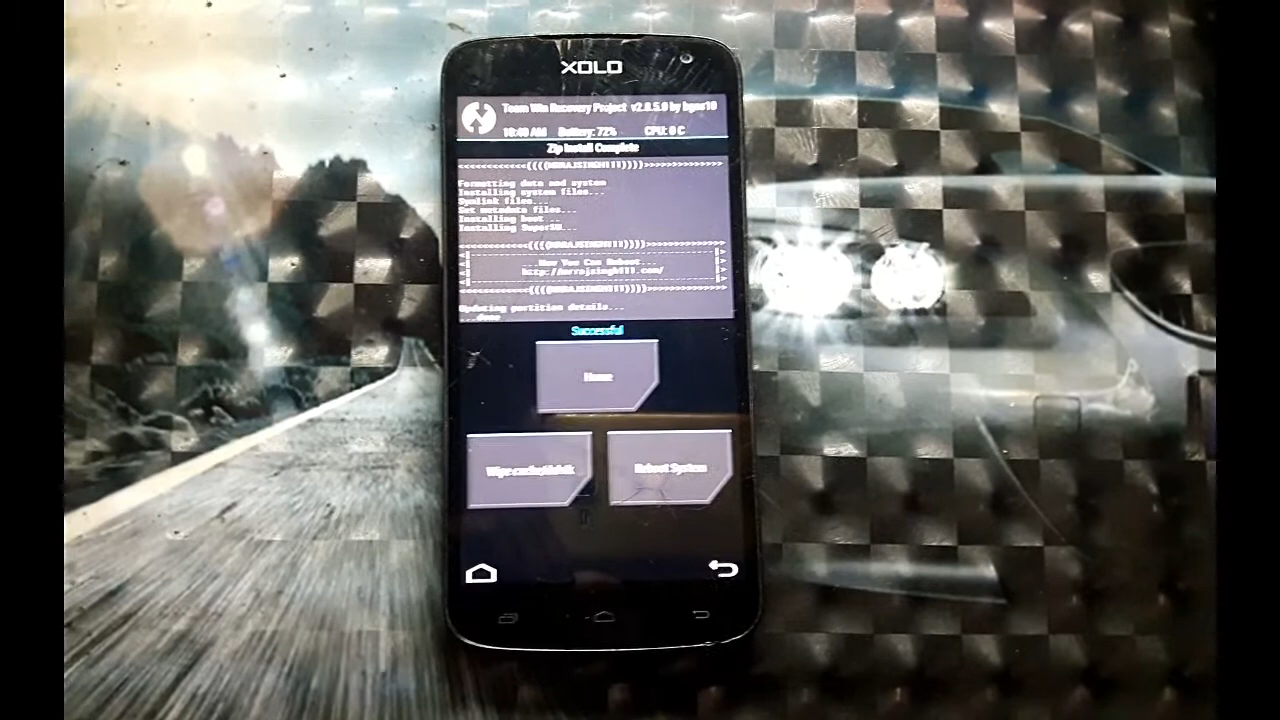 XOLO
Team Win Recovery Project v2.8.5.0 by bgos10
10:40 AM Battery: 72% CPU: 0 C
Zip Install Complete
Formatting data and system
Installing system files...
Symlink files...
Set metadata files...
Installing boot...
Installing SuperSU...
Now You Can Reboot...
http://mrrajsingh111.com/
Updating partition details...
...done
Successful
Home
Wipe cache/dalvik
Reboot System